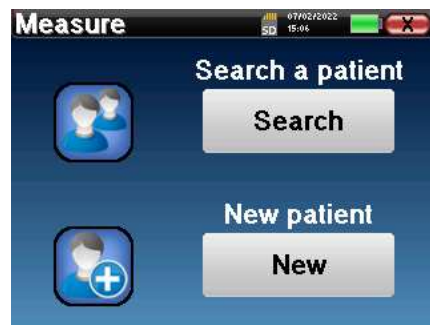 Measure
SD
07/02/2022
15:06
X
Search a patient
Search
New patient
New